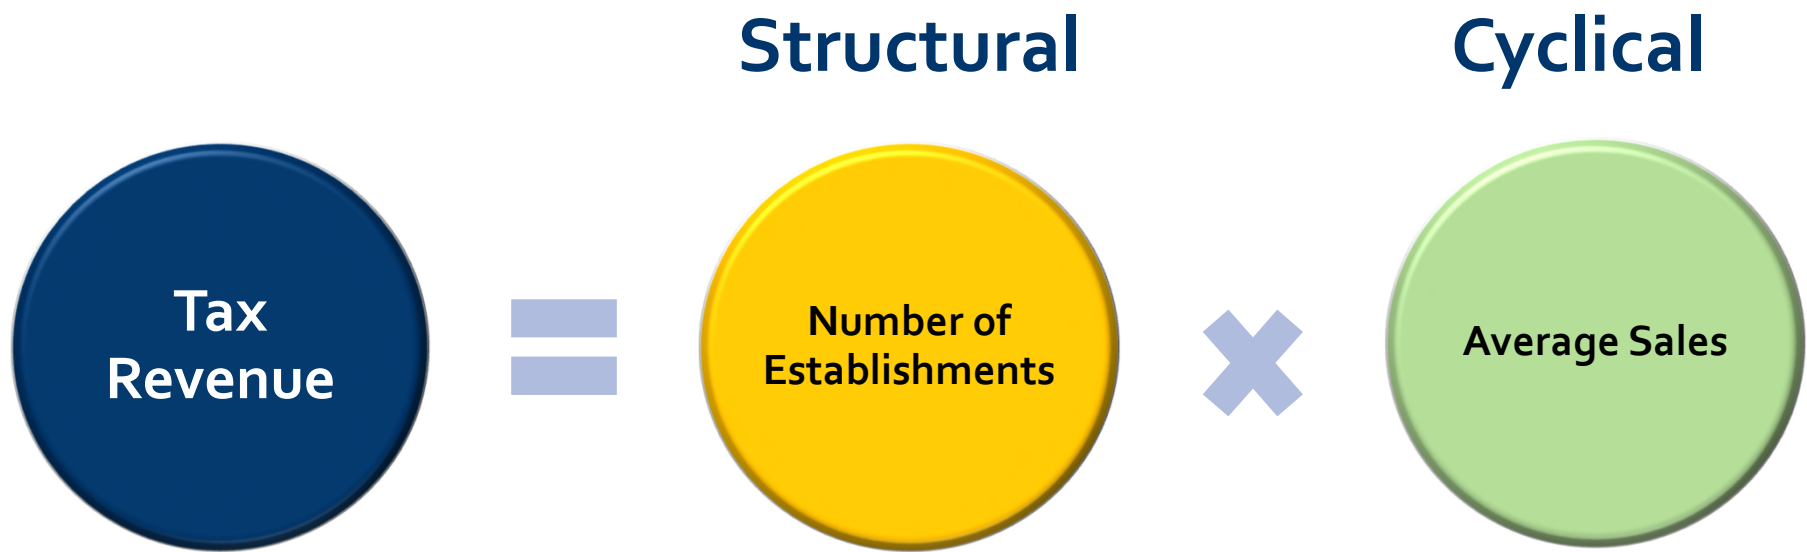 Structural
Cyclical
Tax
Revenue
Number of
Establishments
Average Sales